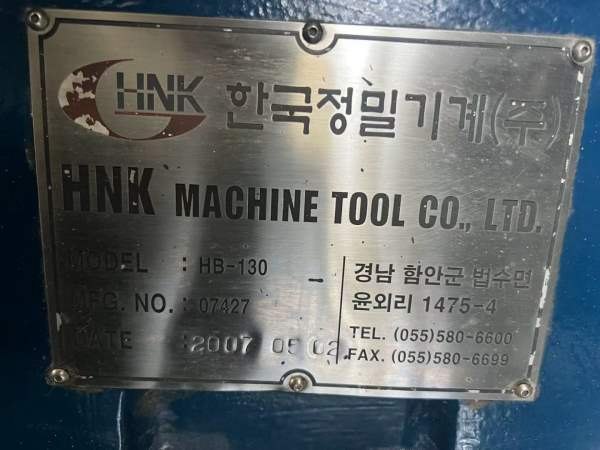 HNK 한국정밀기계(주)
HNK MACHINE TOOL CO., LTD.
MODEL : HB-130
MFG. NO. : 07427
DATE : 2007 05 02.
경남 함안군 법수면
윤외리 1475-4
TEL. (055)580-6600
FAX. (055)580-6699